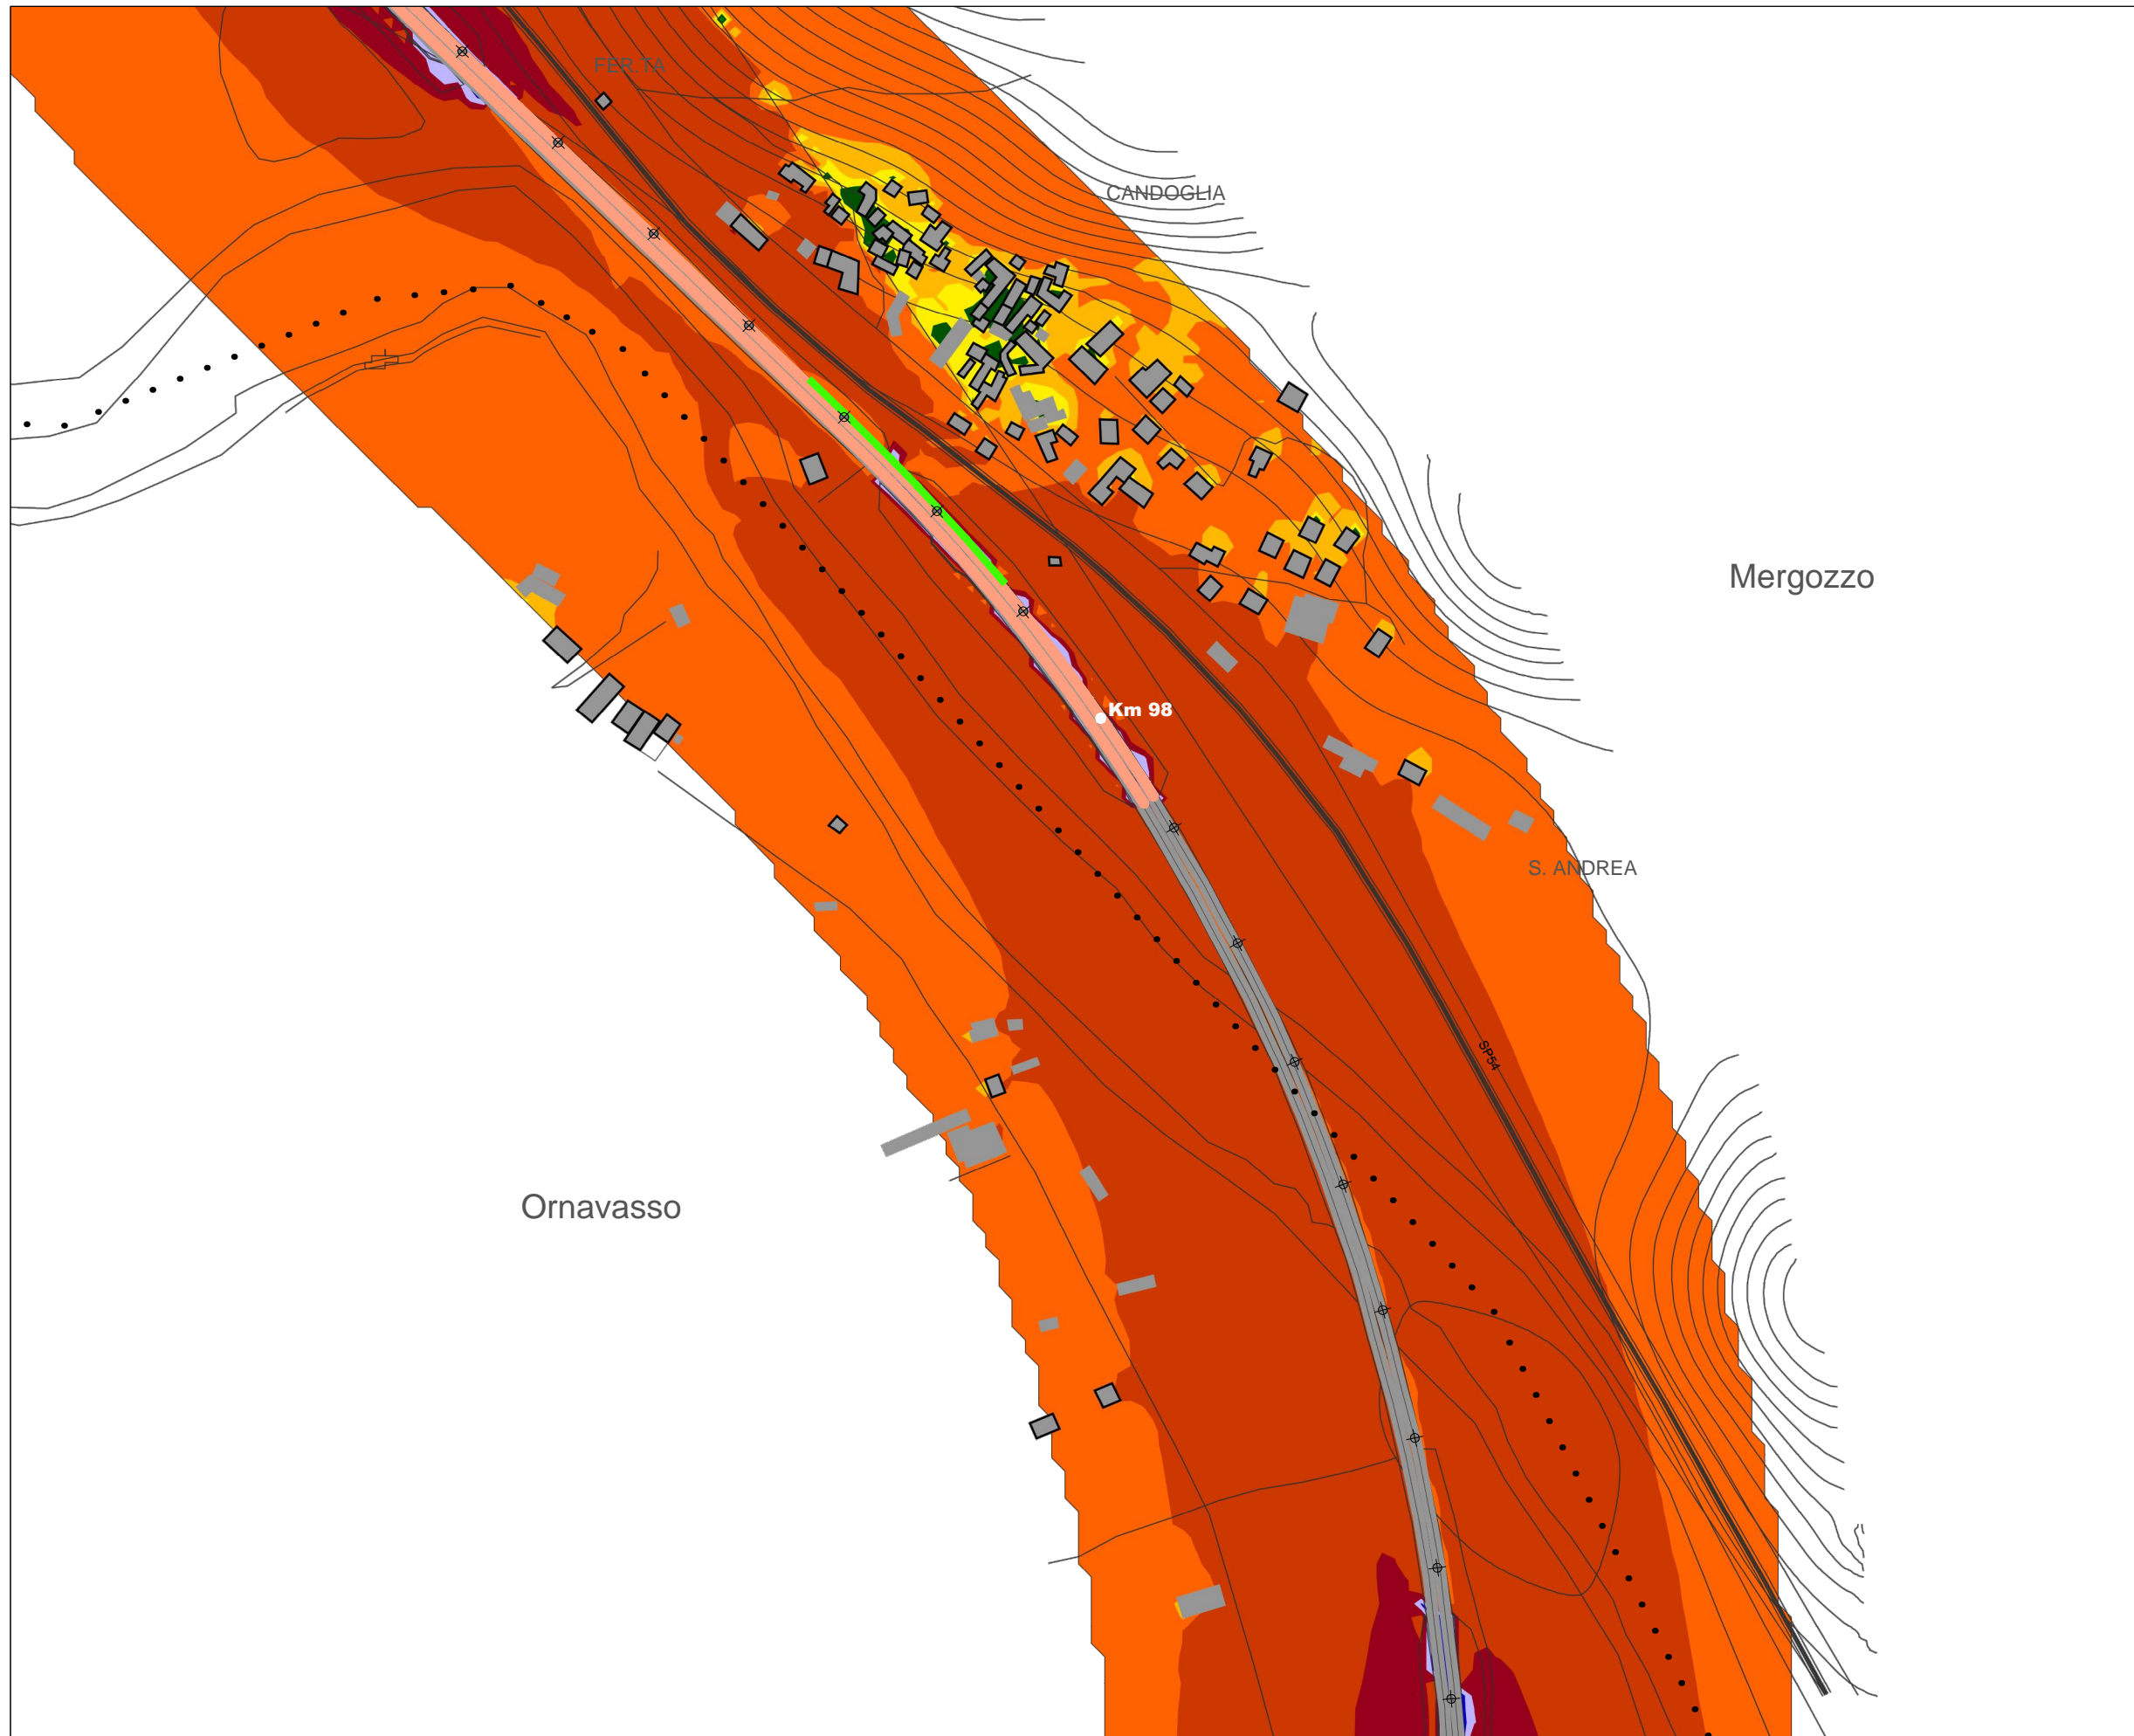 FER.TA
CANDOGLIA
Mergozzo
Km 98
S. ANDREA
SP54
Ornavasso